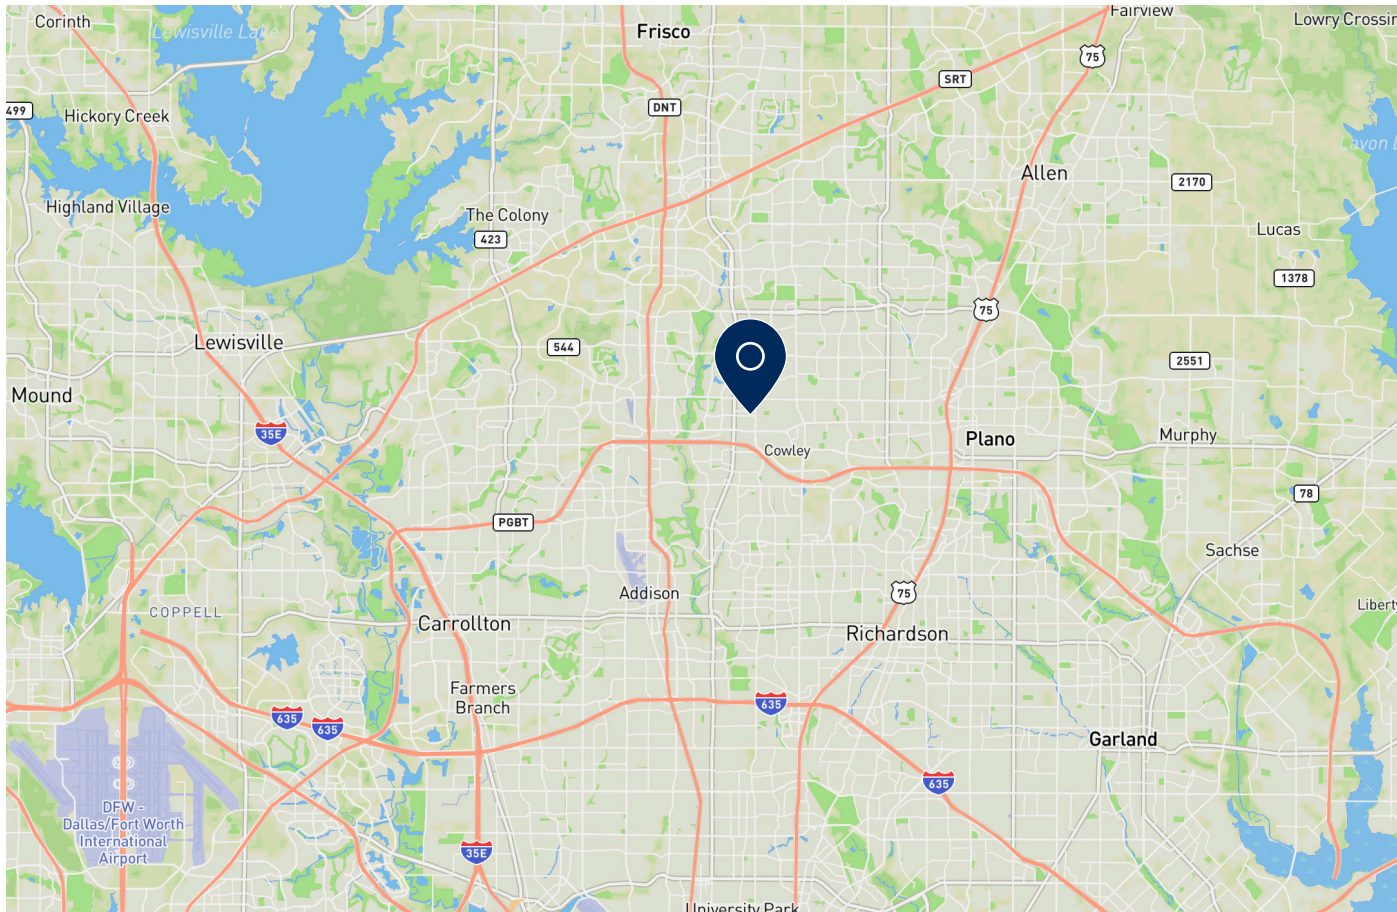 Corinth
Lewisville Lake
Frisco
Fairview
Lowry Crossin
75
SRT
499
Hickory Creek
DNT
Allen
2170
Highland Village
The Colony
423
Lucas
1378
75
Lewisville
544
2551
Mound
35E
Cowley
Plano
Murphy
78
PGBT
Sachse
Addison
75
COPPELL
Carrollton
Richardson
Liberty
Farmers
Branch
635
635
635
Garland
635
DFW -
Dallas/Fort Worth
International
Airport
35E
University Park